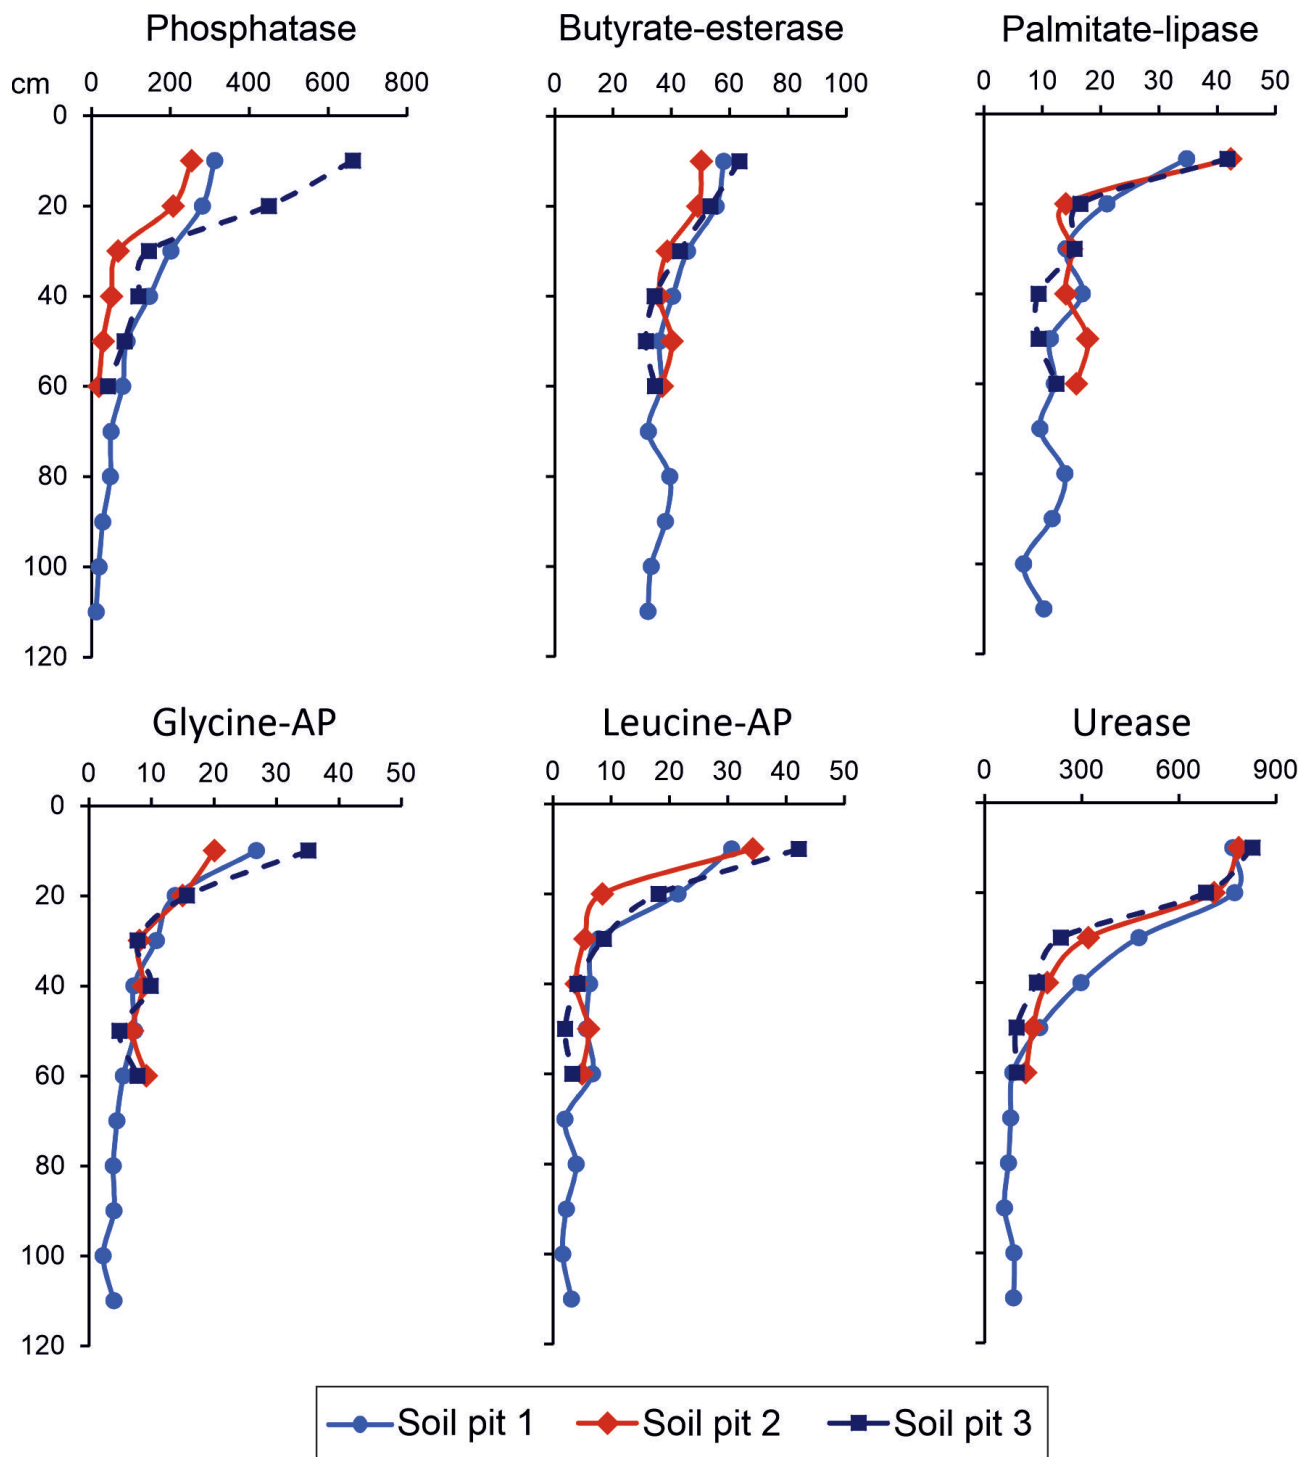 Phosphatase Butyrate-esterase Palmitate-lipase
cm 0 200 400 600 800 0 20 40 60 80 100 0 10 20 30 40 50
0
20
40
60
80
100
120
Glycine-AP Leucine-AP Urease
0 10 20 30 40 50 0 10 20 30 40 50 0 300 600 900
0
20
40
60
80
100
120
Soil pit 1 Soil pit 2 Soil pit 3